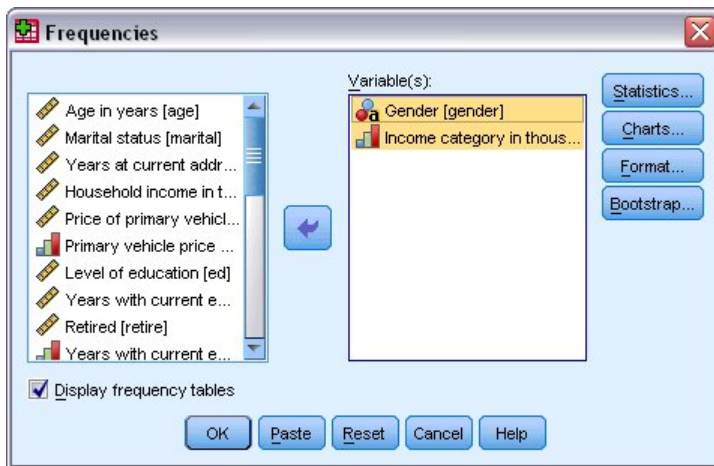 Frequencies
Age in years [age]
Marital status [marital]
Years at current addr...
Household income in t...
Price of primary vehicl...
Primary vehicle price ...
Level of education [ed]
Years with current e...
Retired [retire]
Years with current e...
Variable(s):
a Gender [gender]
Income category in thous...
Statistics...
Charts...
Format...
Bootstrap...
Display frequency tables
OK Paste Reset Cancel Help